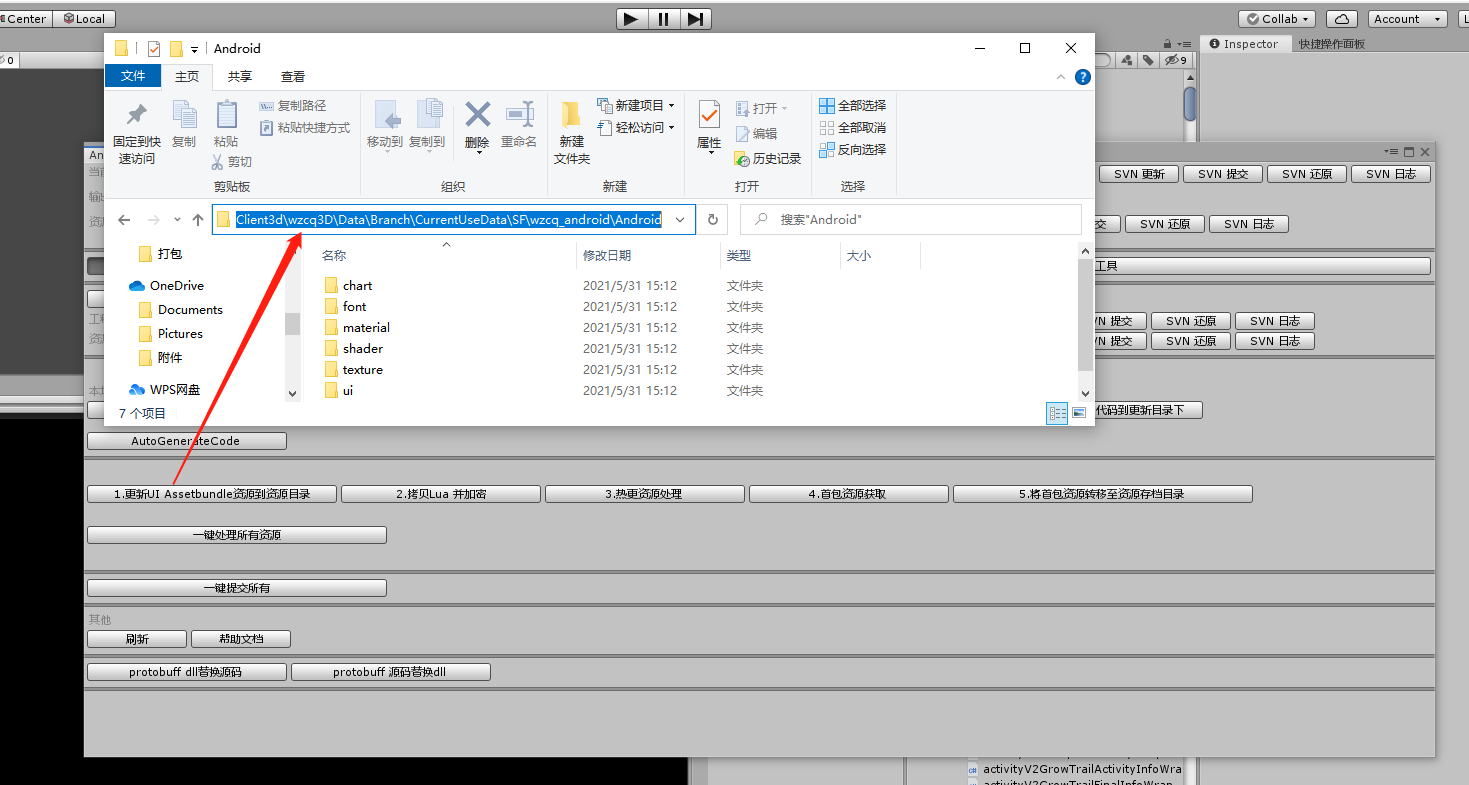 Center Local Collab Account L
Android
Inspector 快捷操作面板
0
文件 主页 共享 查看
9
固定到快速访问
复制
粘贴
复制路径
粘贴快捷方式
剪切
剪贴板
移动到 复制到 删除 重命名
组织
新建文件夹
新建项目
轻松访问
新建
属性
打开
编辑
历史记录
打开
全部选择
全部取消
反向选择
选择
An
SVN 更新 SVN 提交 SVN 还原 SVN 日志
当前
输出
资
Client3d\wzcq3D\Data\Branch\CurrentUseData\SF\wzcq_android\Android
搜索"Android"
交 SVN 还原 SVN 日志
打包
OneDrive
Documents
Pictures
附件
WPS网盘
名称 修改日期 类型 大小
chart 2021/5/31 15:12 文件夹
font 2021/5/31 15:12 文件夹
material 2021/5/31 15:12 文件夹
shader 2021/5/31 15:12 文件夹
texture 2021/5/31 15:12 文件夹
ui 2021/5/31 15:12 文件夹
7 个项目
工具
工程
VN 提交 SVN 还原 SVN 日志
资源
VN 提交 SVN 还原 SVN 日志
本地
代码到更新目录下
AutoGenerateCode
1.更新UI Assetbundle资源到资源目录 2.拷贝Lua 并加密 3.热更资源处理 4.首包资源获取 5.将首包资源转移至资源存档目录
一键处理所有资源
一键提交所有
其他
刷新 帮助文档
protobuff dll替换源码 protobuff 源码替换dll
activityV2GrowTrailActivityInfoWra
activityV2GrowTrailFinalInfoWrap